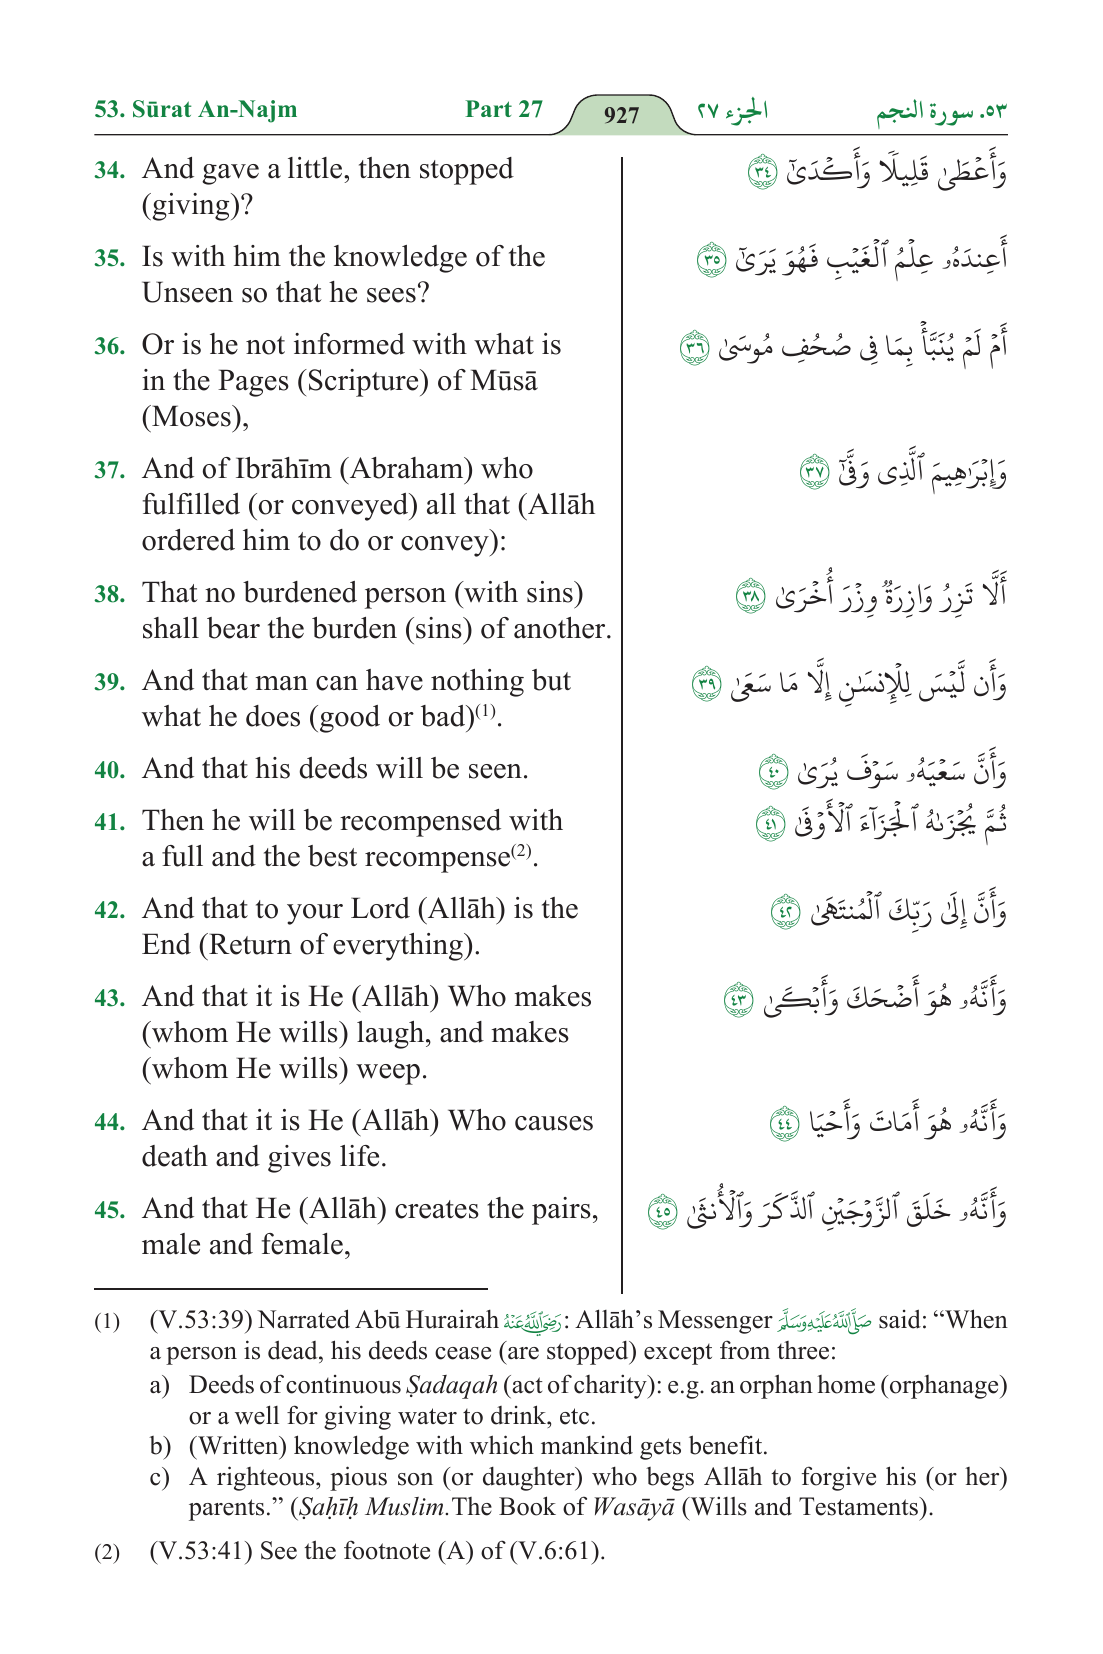 53. Sūrat An-Najm Part 27 927 الجزء ٢٧ ٥٣. سورة النجم
34. And gave a little, then stopped
(giving)?
وَأَعۡطَىٰ قَلِيلٗا وَأَكۡدَىٰٓ ٣٤
35. Is with him the knowledge of the
Unseen so that he sees?
أَعِندَهُۥ عِلۡمُ ٱلۡغَيۡبِ فَهُوَ يَرَىٰٓ ٣٥
36. Or is he not informed with what is
in the Pages (Scripture) of Mūsā
(Moses),
أَمۡ لَمۡ يُنَبَّأۡ بِمَا فِي صُحُفِ مُوسَىٰ ٣٦
37. And of Ibrāhīm (Abraham) who
fulfilled (or conveyed) all that (Allāh
ordered him to do or convey):
وَإِبۡرَٰهِيمَ ٱلَّذِي وَفَّىٰٓ ٣٧
38. That no burdened person (with sins)
shall bear the burden (sins) of another.
أَلَّا تَزِرُ وَازِرَةٞ وِزۡرَ أُخۡرَىٰ ٣٨
39. And that man can have nothing but
what he does (good or bad)(1).
وَأَن لَّيۡسَ لِلۡإِنسَٰنِ إِلَّا مَا سَعَىٰ ٣٩
40. And that his deeds will be seen.
وَأَنَّ سَعۡيَهُۥ سَوۡفَ يُرَىٰ ٤٠
41. Then he will be recompensed with
a full and the best recompense(2).
ثُمَّ يُجۡزَىٰهُ ٱلۡجَزَآءَ ٱلۡأَوۡفَىٰ ٤١
42. And that to your Lord (Allāh) is the
End (Return of everything).
وَأَنَّ إِلَىٰ رَبِّكَ ٱلۡمُنتَهَىٰ ٤٢
43. And that it is He (Allāh) Who makes
(whom He wills) laugh, and makes
(whom He wills) weep.
وَأَنَّهُۥ هُوَ أَضۡحَكَ وَأَبۡكَىٰ ٤٣
44. And that it is He (Allāh) Who causes
death and gives life.
وَأَنَّهُۥ هُوَ أَمَاتَ وَأَحۡيَا ٤٤
45. And that He (Allāh) creates the pairs,
male and female,
وَأَنَّهُۥ خَلَقَ ٱلزَّوۡجَيۡنِ ٱلذَّكَرَ وَٱلۡأُنثَىٰ ٤٥
(1) (V.53:39) Narrated Abū Hurairah رَضِيَ ٱللَّهُ عَنْهُ: Allāh’s Messenger صَلَّى ٱللَّهُ عَلَيْهِ وَسَلَّمَ said: “When
a person is dead, his deeds cease (are stopped) except from three:
a) Deeds of continuous Ṣadaqah (act of charity): e.g. an orphan home (orphanage)
or a well for giving water to drink, etc.
b) (Written) knowledge with which mankind gets benefit.
c) A righteous, pious son (or daughter) who begs Allāh to forgive his (or her)
parents.” (Ṣaḥīḥ Muslim.The Book of Wasāyā (Wills and Testaments).
(2) (V.53:41) See the footnote (A) of (V.6:61).